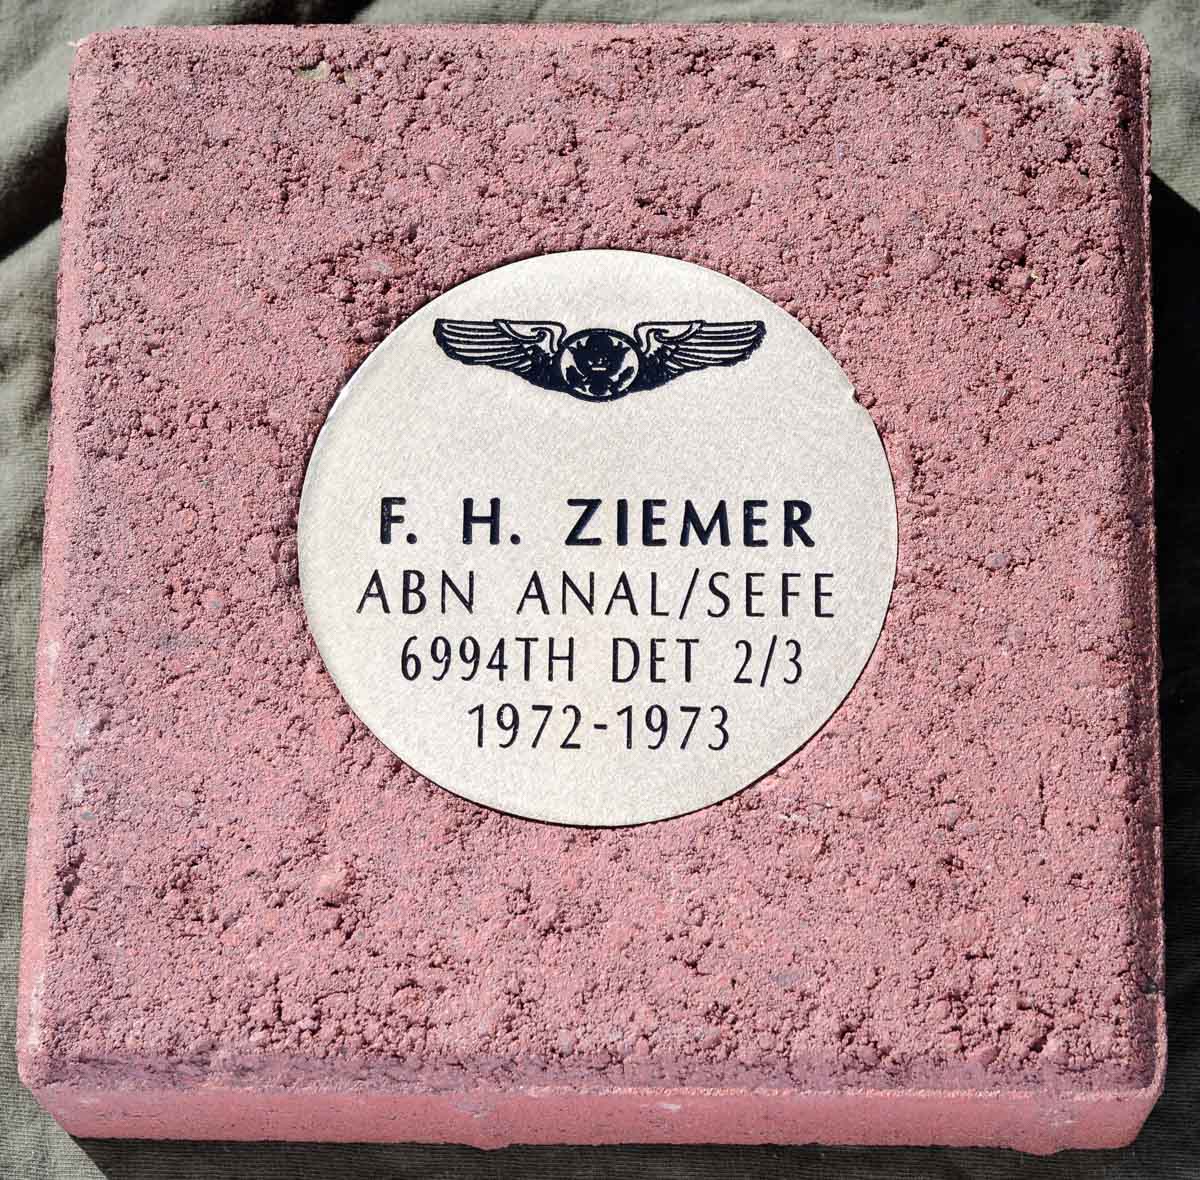 F. H. ZIEMER
ABN ANAL/SEFE
6994TH DET 2/3
1972-1973